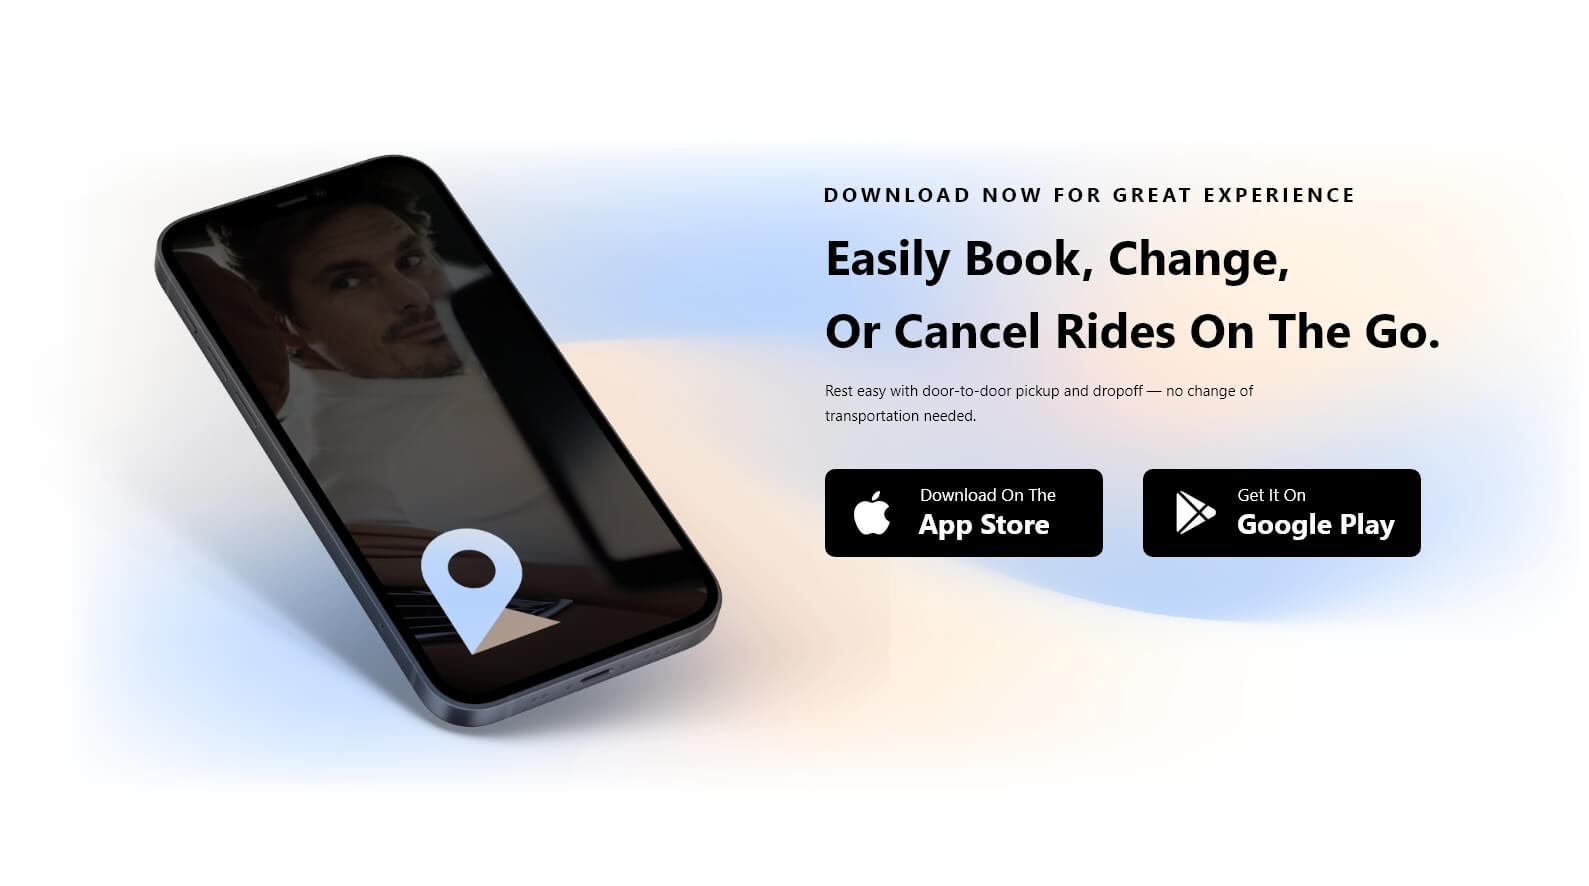 DOWNLOAD NOW FOR GREAT EXPERIENCE
Easily Book, Change,
Or Cancel Rides On The Go.
Rest easy with door-to-door pickup and dropoff — no change of
transportation needed.
Download On The
App Store
Get It On
Google Play